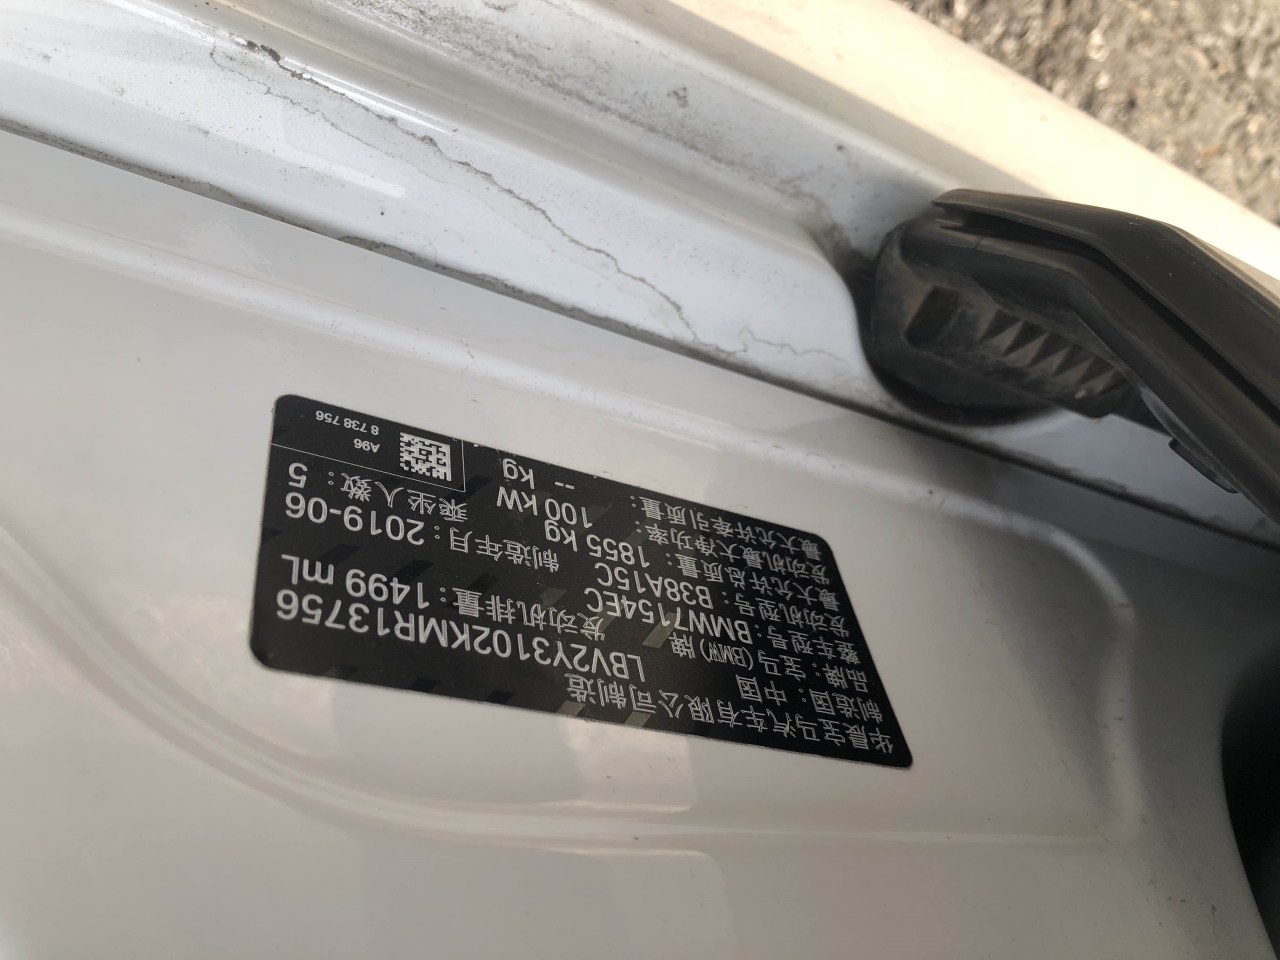 华晨宝马汽车有限公司制造
制造国：中国 LBV2Y3102KMR13756
品牌：宝马(BMW)牌
整车型号：BMW7154EC 发动机排量：1499 mL
发动机型号：B38A15C
最大允许总质量：1855 kg 制造年月：2019-06
发动机最大净功率：100 kW 乘坐人数：5
最大允许牵引质量：-- kg
A96
8 738 756